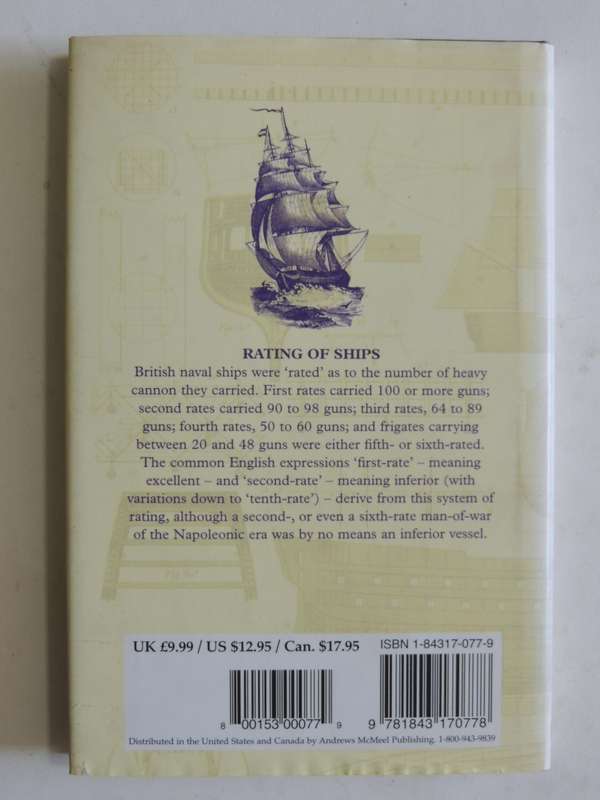 RATING OF SHIPS
British naval ships were ‘rated’ as to the number of heavy
cannon they carried. First rates carried 100 or more guns;
second rates carried 90 to 98 guns; third rates, 64 to 89
guns; fourth rates, 50 to 60 guns; and frigates carrying
between 20 and 48 guns were either fifth- or sixth-rated.
The common English expressions ‘first-rate’ – meaning
excellent – and ‘second-rate’ – meaning inferior (with
variations down to ‘tenth-rate’) – derive from this system of
rating, although a second-, or even a sixth-rate man-of-war
of the Napoleonic era was by no means an inferior vessel.
UK £9.99 / US $12.95 / Can. $17.95
ISBN 1-84317-077-9
8 00153 00077 9
9 781843 170778
Distributed in the United States and Canada by Andrews McMeel Publishing. 1-800-943-9839